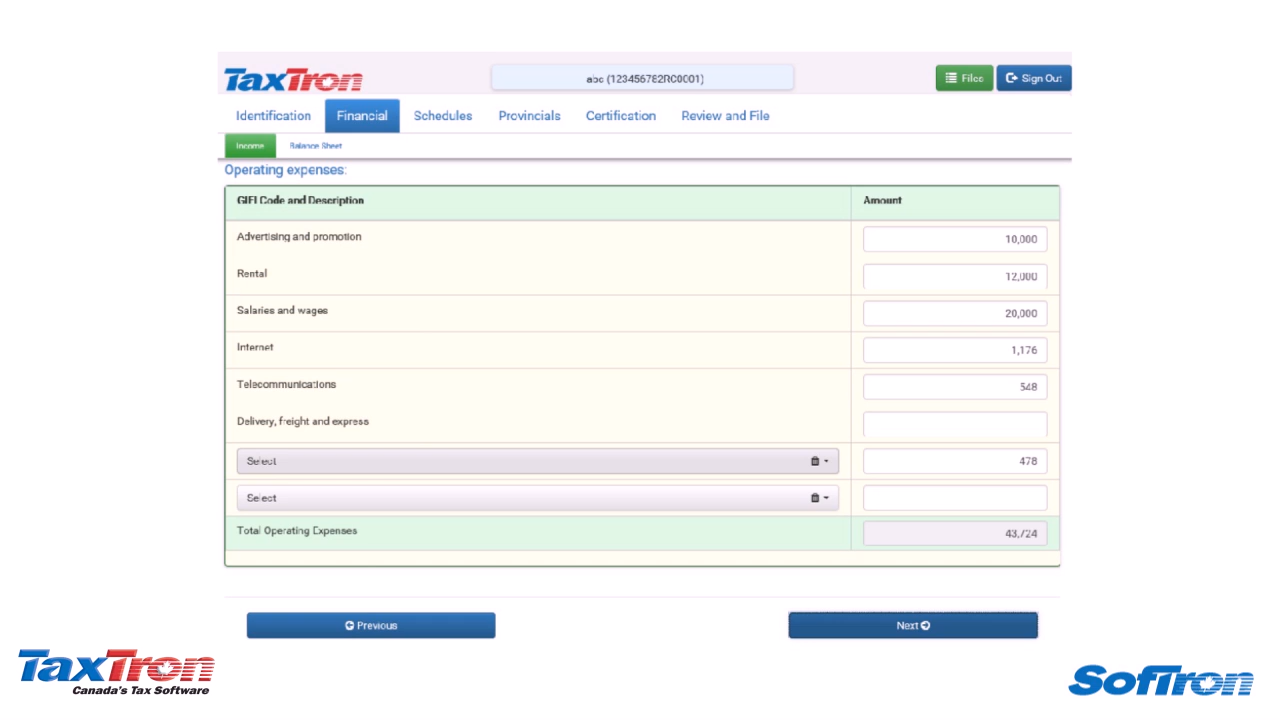 TaxTron
abc (123456782RC0001)
Files
Sign Out
Identification
Financial
Schedules
Provincials
Certification
Review and File
Income
Balance Sheet
Operating expenses:
GIFI Code and Description
Amount
Advertising and promotion
10,000
Rental
12,000
Salaries and wages
20,000
Internet
1,176
Telecommunications
548
Delivery, freight and express
Select
478
Select
Total Operating Expenses
43,724
Previous
Next
TaxTron
Canada's Tax Software
SofTron